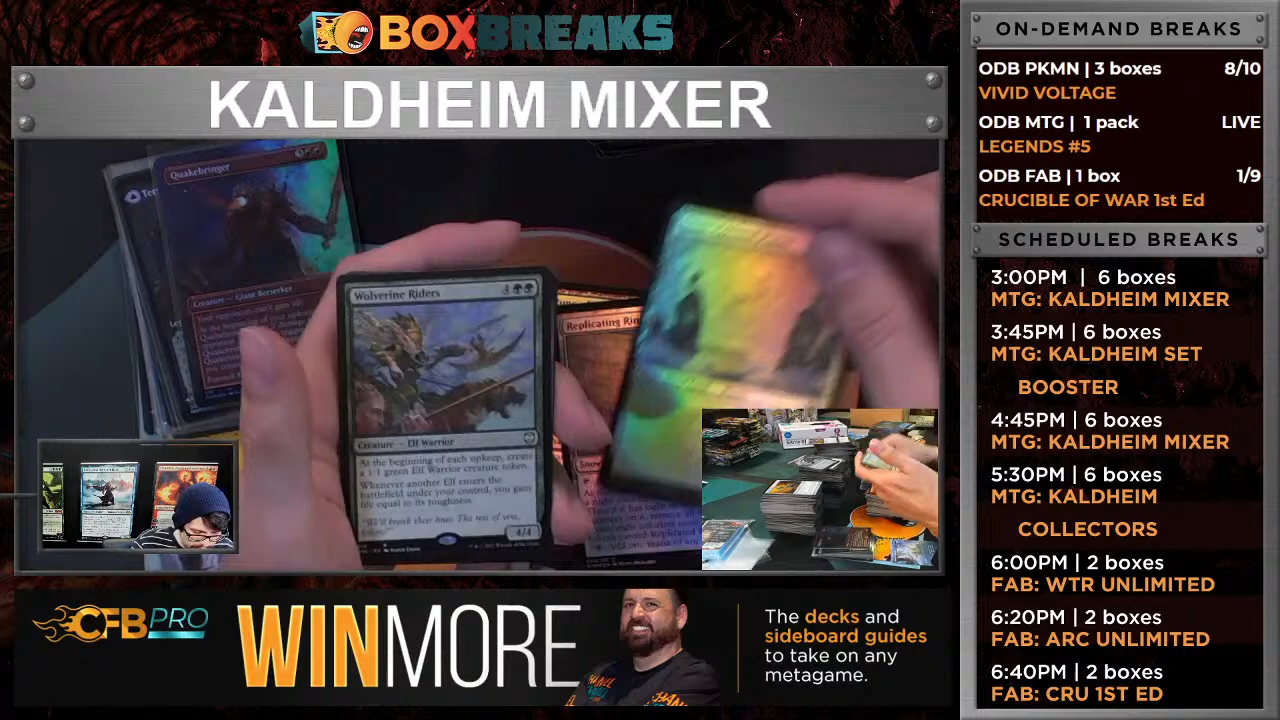 BOXBREAKS
KALDHEIM MIXER
Quakebringer
Creature — Giant Berserker
Wolverine Riders
Creature — Elf Warrior
At the beginning of each upkeep, create
a 1/1 green Elf Warrior creature token.
Whenever another Elf enters the
battlefield under your control, you gain
life equal to its toughness.
4/4
Replicating Rin
CFB PRO
WINMORE
The decks and
sideboard guides
to take on any
metagame.
ON-DEMAND BREAKS
ODB PKMN | 3 boxes 8/10
VIVID VOLTAGE
ODB MTG | 1 pack LIVE
LEGENDS #5
ODB FAB | 1 box 1/9
CRUCIBLE OF WAR 1st Ed
SCHEDULED BREAKS
3:00PM | 6 boxes
MTG: KALDHEIM MIXER
3:45PM | 6 boxes
MTG: KALDHEIM SET
BOOSTER
4:45PM | 6 boxes
MTG: KALDHEIM MIXER
5:30PM | 6 boxes
MTG: KALDHEIM
COLLECTORS
6:00PM | 2 boxes
FAB: WTR UNLIMITED
6:20PM | 2 boxes
FAB: ARC UNLIMITED
6:40PM | 2 boxes
FAB: CRU 1ST ED